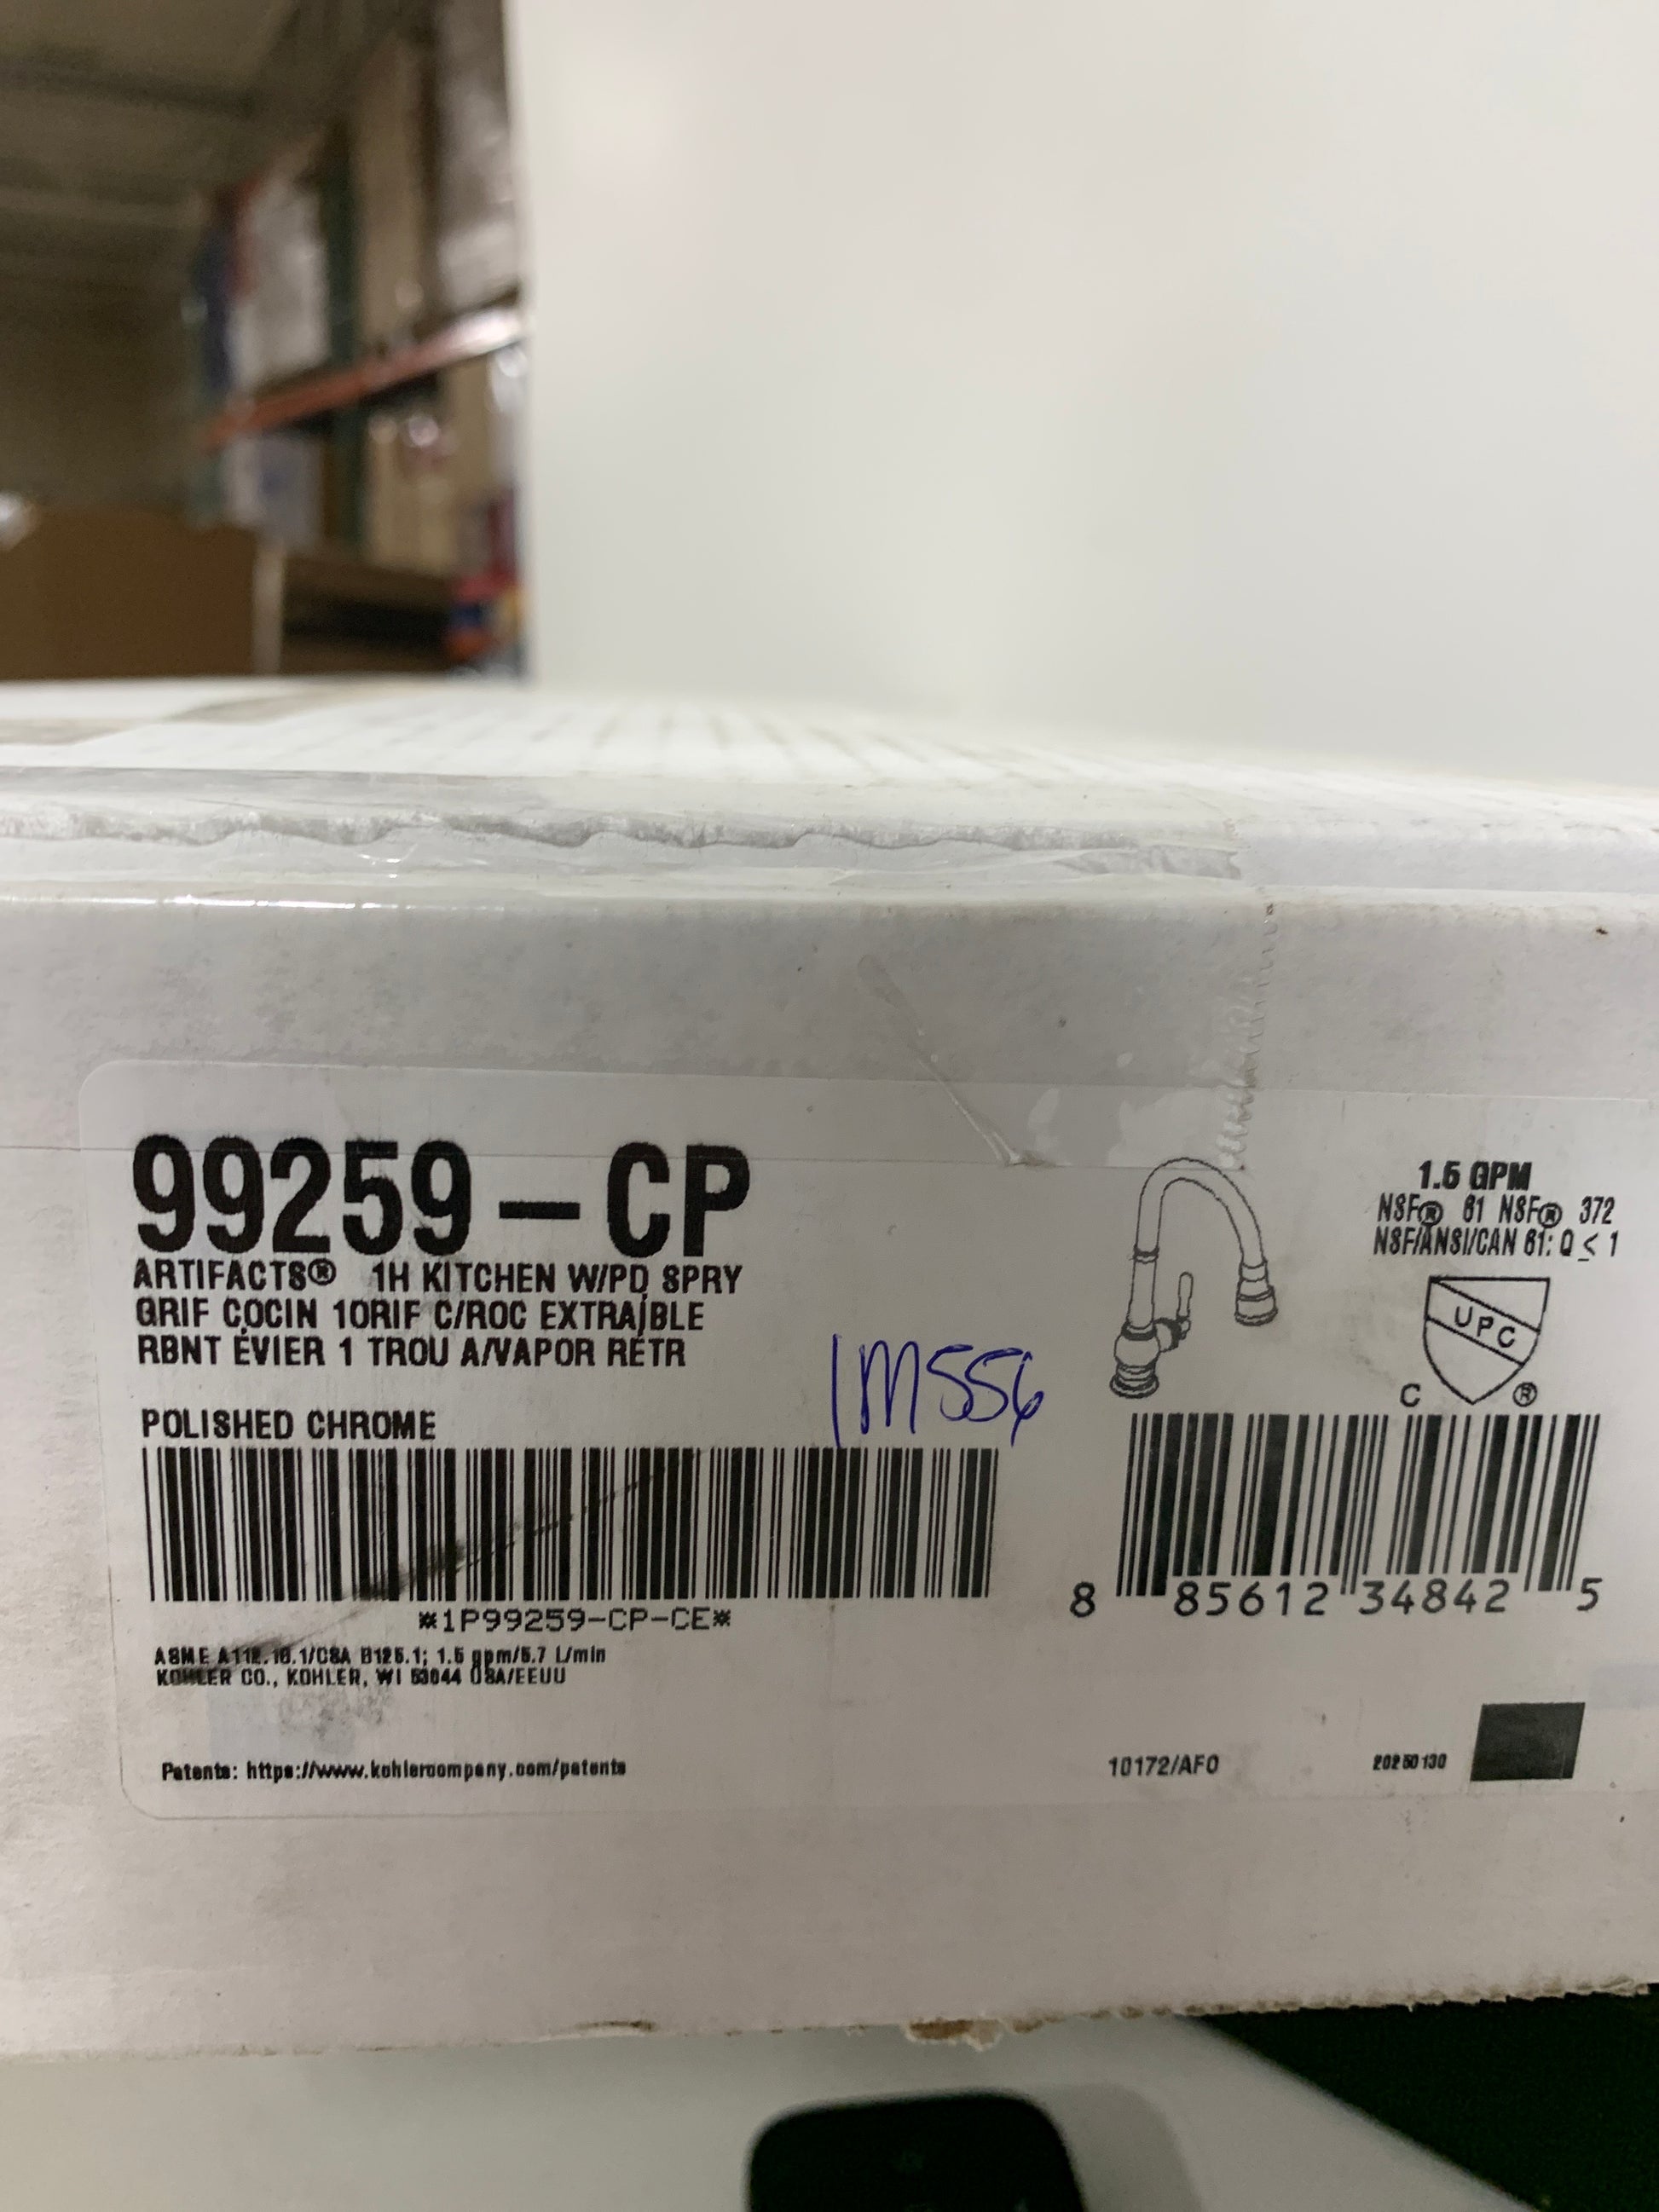 99259-CP
ARTIFACTS® 1H KITCHEN W/PD SPRY
GRIF COCIN 1ORIF C/ROC EXTRAÍBLE
RBNT ÉVIER 1 TROU A/VAPOR RÉTR
POLISHED CHROME
1M556
*1P99259-CP-CE*
ASME A112.18.1/CSA B125.1; 1.5 gpm/5.7 L/min
KOHLER CO., KOHLER, WI 53044 USA/EEUU
Patents: https://www.kohlercompany.com/patents
1.5 GPM
NSF® 61 NSF® 372
NSF/ANSI/CAN 61: Q ≤ 1
UPC
C ®
8 85612 34842 5
10172/AFO
20250130